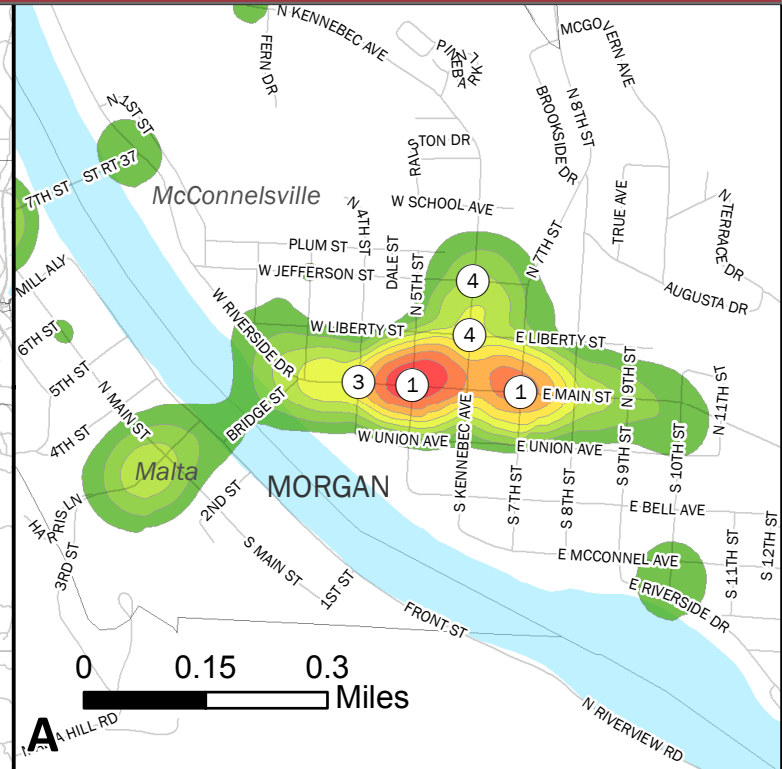 N KENNEBEC AVE
MCGOVERN AVE
FERN DR
N 1ST ST
BROOKSIDE DR
N 8TH ST
RALSTON DR
7TH ST
ST RT 37
McConnelsville
N 4TH ST
W SCHOOL AVE
TRUE AVE
N TERRACE DR
PLUM ST
DALE ST
N 5TH ST
N 7TH ST
W JEFFERSON ST
MILL ALY
4
AUGUSTA DR
W RIVERSIDE DR
W LIBERTY ST
4
E LIBERTY ST
6TH ST
5TH ST
3
1
1
E MAIN ST
N 9TH ST
N 11TH ST
N MAIN ST
BRIDGE ST
4TH ST
W UNION AVE
S KENNEBEC AVE
E UNION AVE
Malta
MORGAN
2ND ST
S 7TH ST
S 8TH ST
S 9TH ST
S 10TH ST
HARRIS LN
E BELL AVE
3RD ST
S MAIN ST
1ST ST
E MCCONNEL AVE
S 11TH ST
S 12TH ST
E RIVERSIDE DR
FRONT ST
0 0.15 0.3
Miles
A
HILL RD
N RIVERVIEW RD